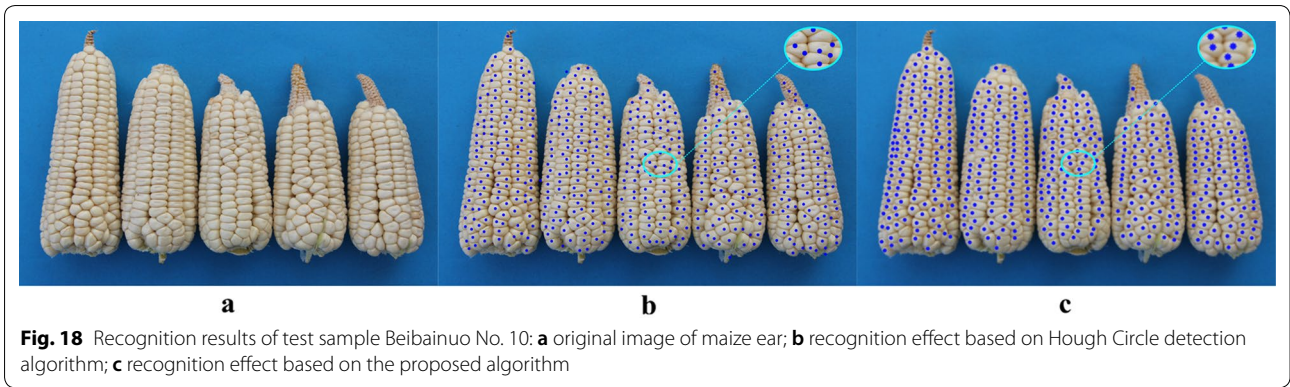 a b c
Fig. 18 Recognition results of test sample Beibainuo No. 10: a original image of maize ear; b recognition effect based on Hough Circle detection
algorithm; c recognition effect based on the proposed algorithm